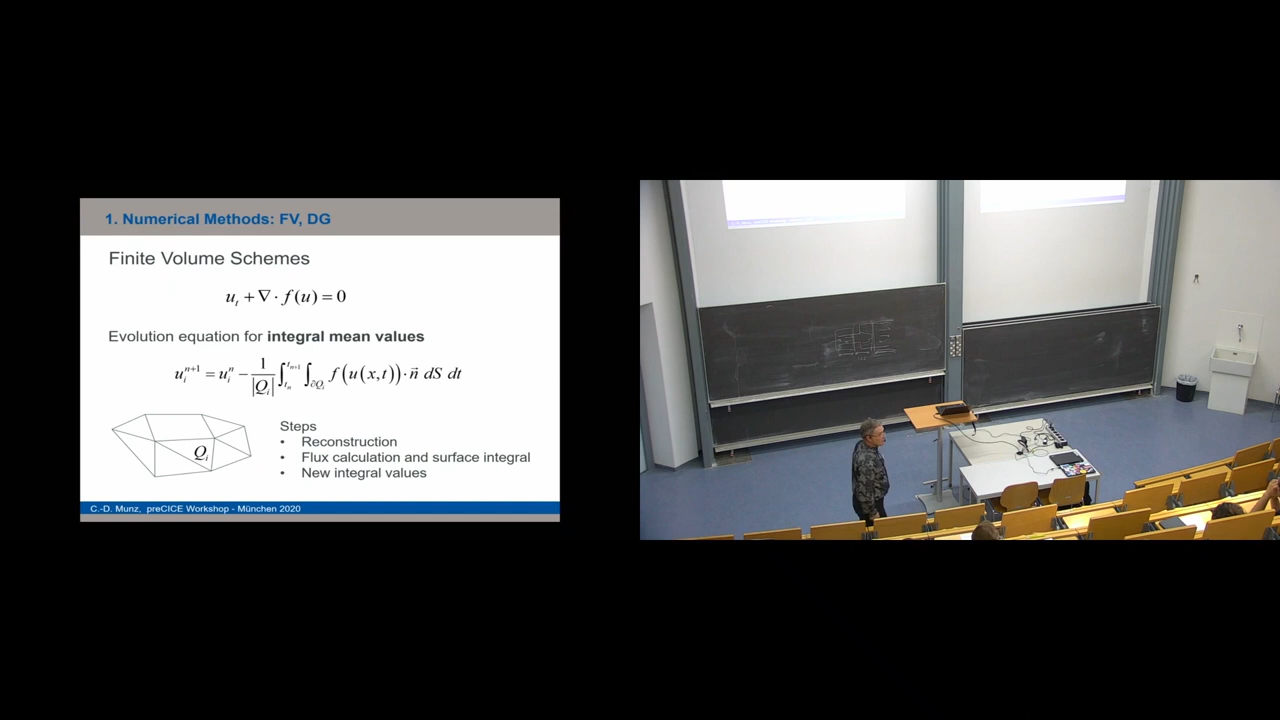 1. Numerical Methods: FV, DG
Finite Volume Schemes
u_t + ∇ · f(u) = 0
Evolution equation for integral mean values
u_i^{n+1} = u_i^n − 1/|Q_i| ∫_{t_n}^{t_{n+1}} ∫_{∂Q_i} f(u(x,t)) · n⃗ dS dt
Q_i
Steps
• Reconstruction
• Flux calculation and surface integral
• New integral values
C.-D. Munz, preCICE Workshop - München 2020